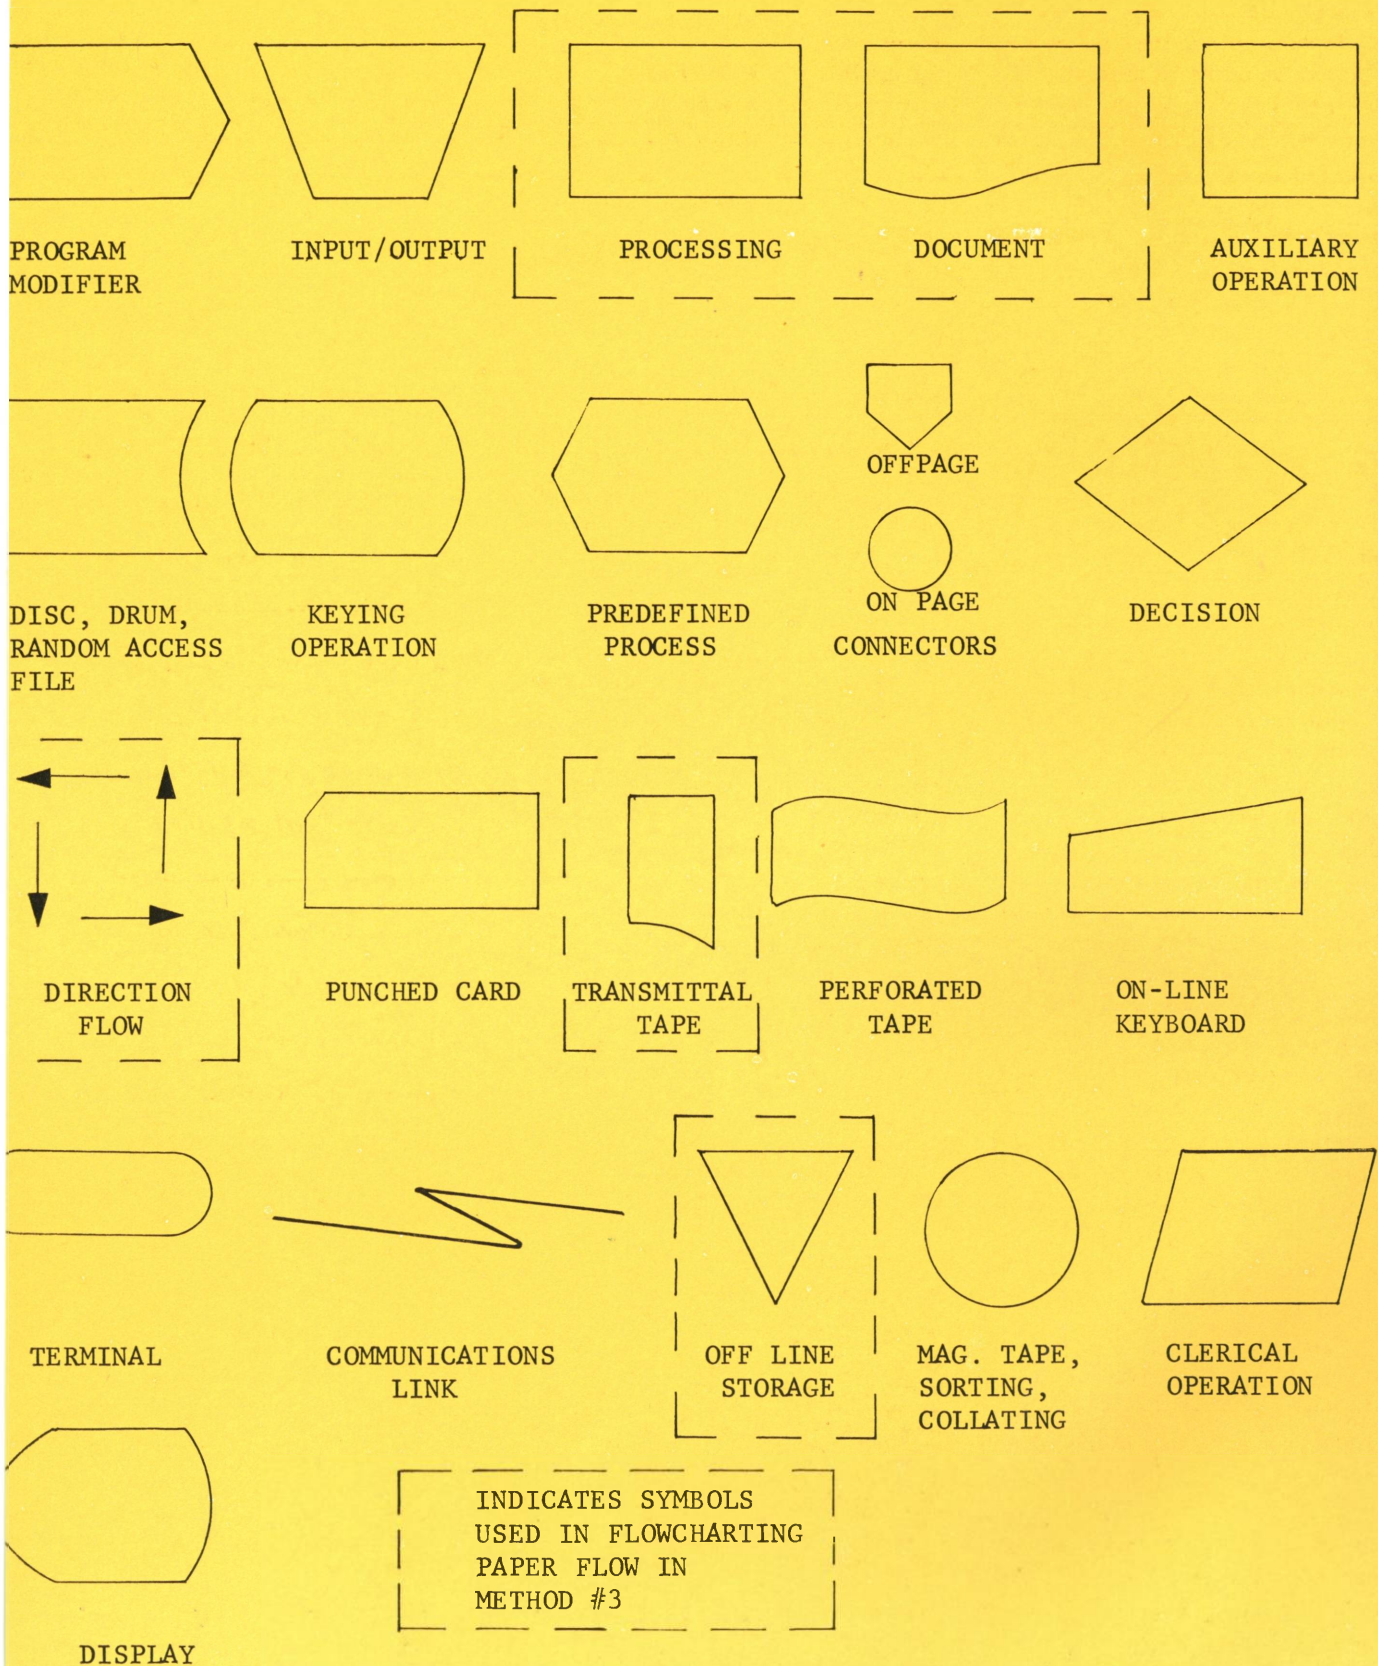 PROGRAM
MODIFIER
INPUT/OUTPUT
PROCESSING
DOCUMENT
AUXILIARY
OPERATION
OFFPAGE
ON PAGE
CONNECTORS
DISC, DRUM,
RANDOM ACCESS
FILE
KEYING
OPERATION
PREDEFINED
PROCESS
DECISION
DIRECTION
FLOW
PUNCHED CARD
TRANSMITTAL
TAPE
PERFORATED
TAPE
ON-LINE
KEYBOARD
TERMINAL
COMMUNICATIONS
LINK
OFF LINE
STORAGE
MAG. TAPE,
SORTING,
COLLATING
CLERICAL
OPERATION
DISPLAY
INDICATES SYMBOLS
USED IN FLOWCHARTING
PAPER FLOW IN
METHOD #3